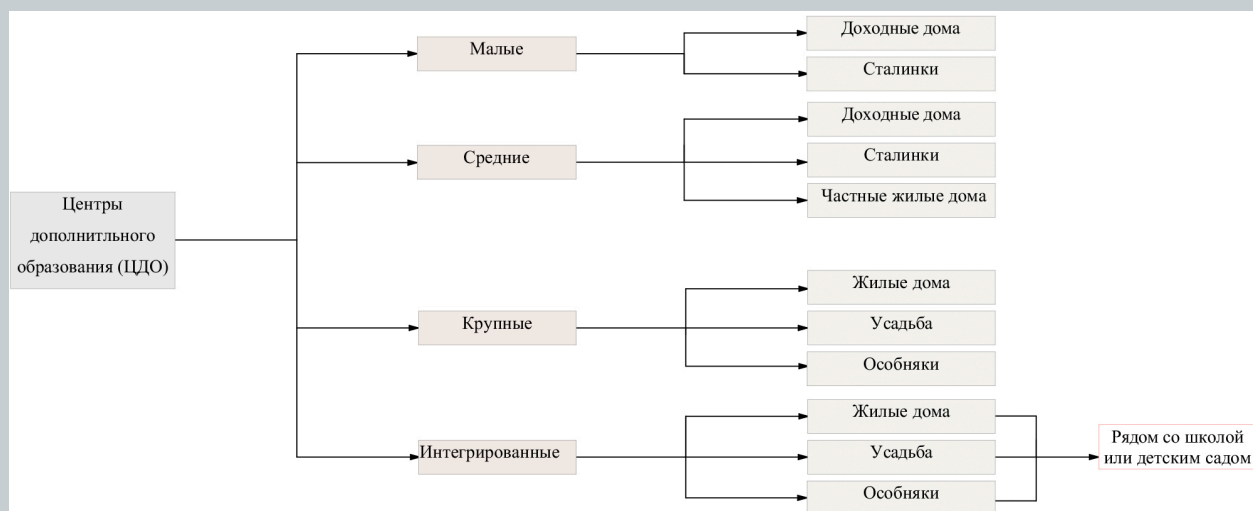 Центры
дополнитльного
образования (ЦДО)
Малые
Доходные дома
Сталинки
Средние
Доходные дома
Сталинки
Частные жилые дома
Крупные
Жилые дома
Усадьба
Особняки
Интегрированные
Жилые дома
Усадьба
Особняки
Рядом со школой
или детским садом